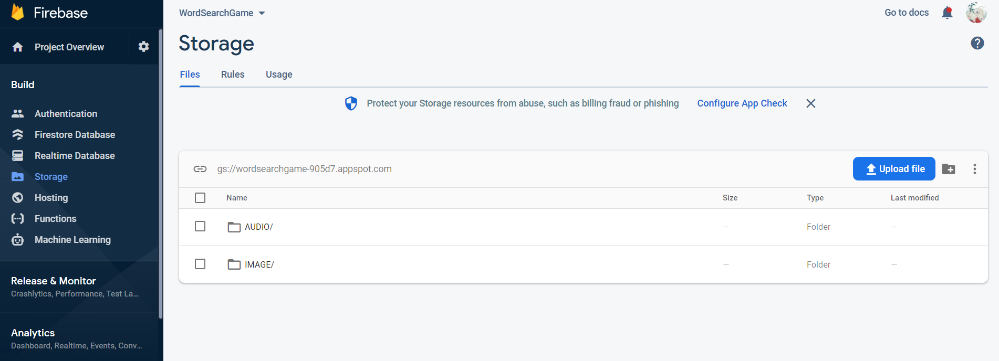 Firebase
Project Overview
Build
Authentication
Firestore Database
Realtime Database
Storage
Hosting
Functions
Machine Learning
Release & Monitor
Crashlytics, Performance, Test La...
Analytics
Dashboard, Realtime, Events, Conv...
WordSearchGame
Go to docs
Storage
Files Rules Usage
Protect your Storage resources from abuse, such as billing fraud or phishing Configure App Check
gs://wordsearchgame-905d7.appspot.com Upload file
Name Size Type Last modified
AUDIO/ — Folder —
IMAGE/ — Folder —